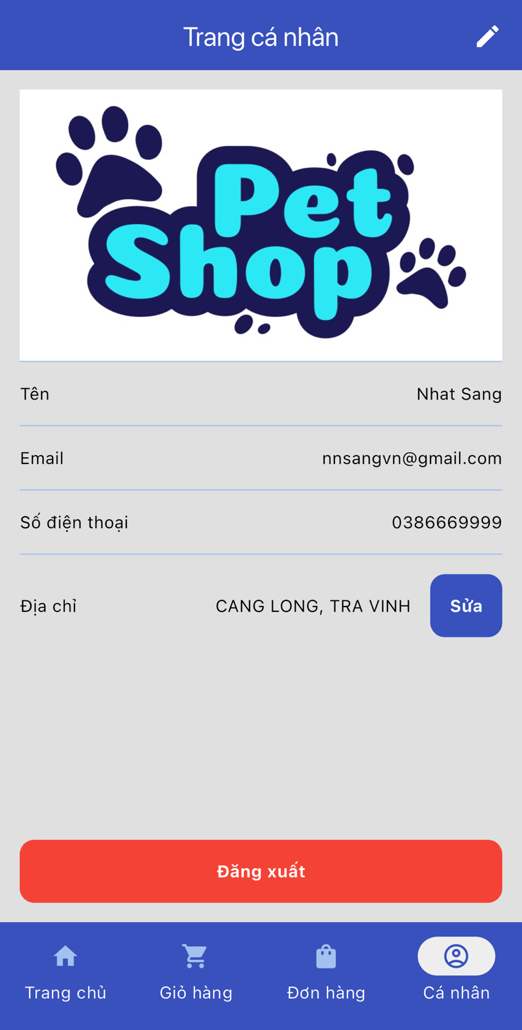 Trang cá nhân
Pet
Shop
Tên Nhat Sang
Email nnsangvn@gmail.com
Số điện thoại 0386669999
Địa chỉ CANG LONG, TRA VINH Sửa
Đăng xuất
Trang chủ Giỏ hàng Đơn hàng Cá nhân